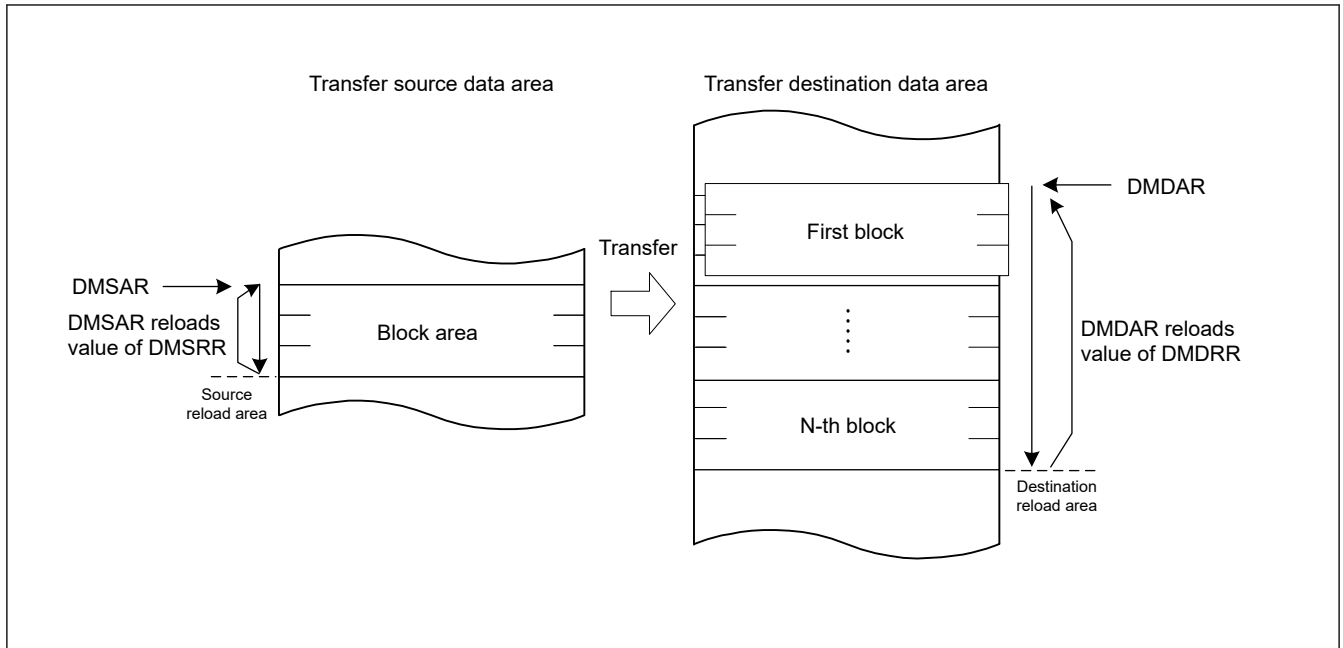 Transfer source data area
Transfer destination data area
DMSAR
DMSAR reloads
value of DMSRR
Source
reload area
Block area
Transfer
First block
N-th block
DMDAR
DMDAR reloads
value of DMDRR
Destination
reload area